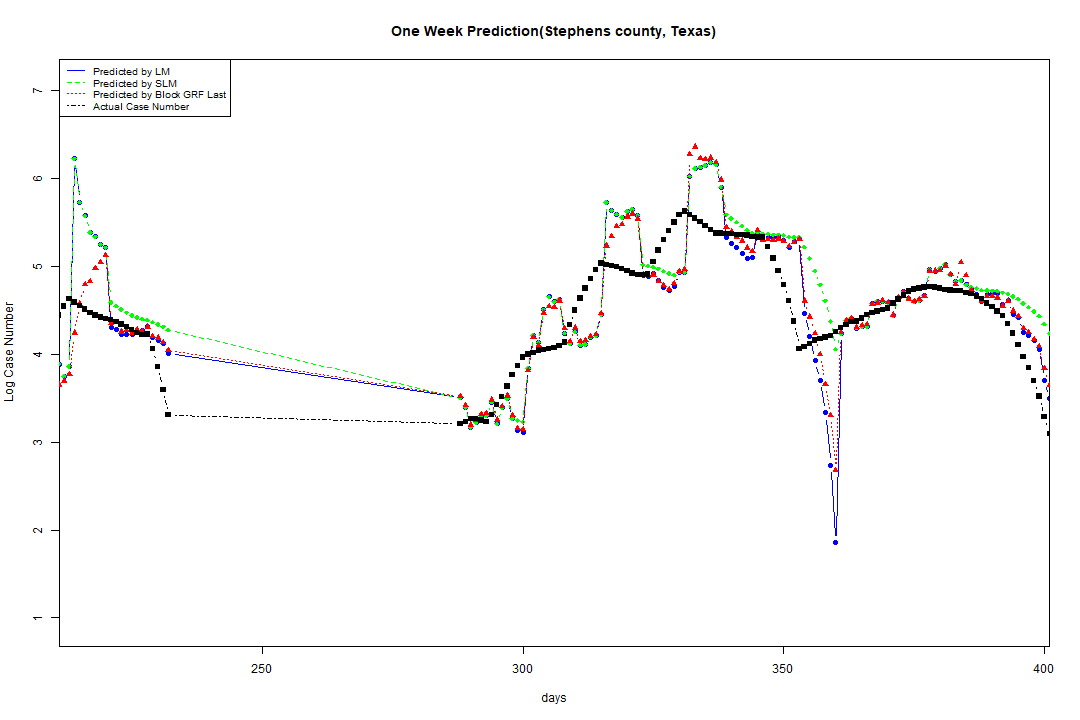 One Week Prediction(Stephens county, Texas)
Predicted by LM
Predicted by SLM
Predicted by Block GRF Last
Actual Case Number
7
6
5
4
3
2
1
Log Case Number
250
300
350
400
days